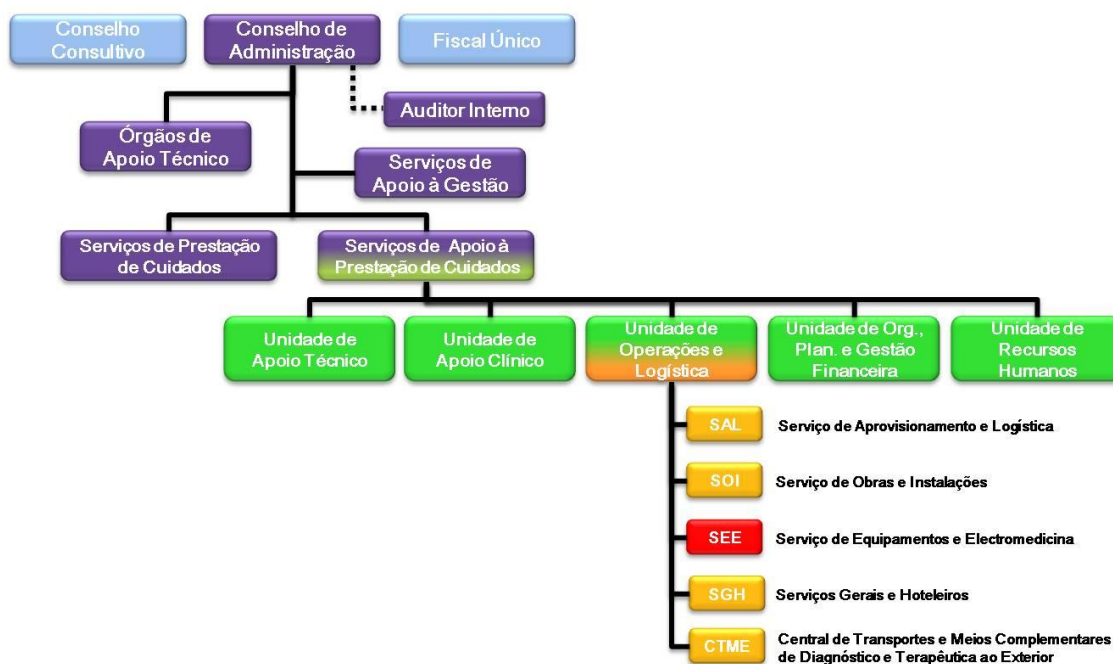 Conselho
Consultivo
Conselho de
Administração
Fiscal Único
Auditor Interno
Órgãos de
Apoio Técnico
Serviços de
Apoio à Gestão
Serviços de Prestação
de Cuidados
Serviços de Apoio à
Prestação de Cuidados
Unidade de
Apoio Técnico
Unidade de
Apoio Clínico
Unidade de
Operações e
Logística
Unidade de Org.,
Plan. e Gestão
Financeira
Unidade de
Recursos
Humanos
SAL
Serviço de Aprovisionamento e Logística
SOI
Serviço de Obras e Instalações
SEE
Serviço de Equipamentos e Electromedicina
SGH
Serviços Gerais e Hoteleiros
CTME
Central de Transportes e Meios Complementares
de Diagnóstico e Terapêutica ao Exterior